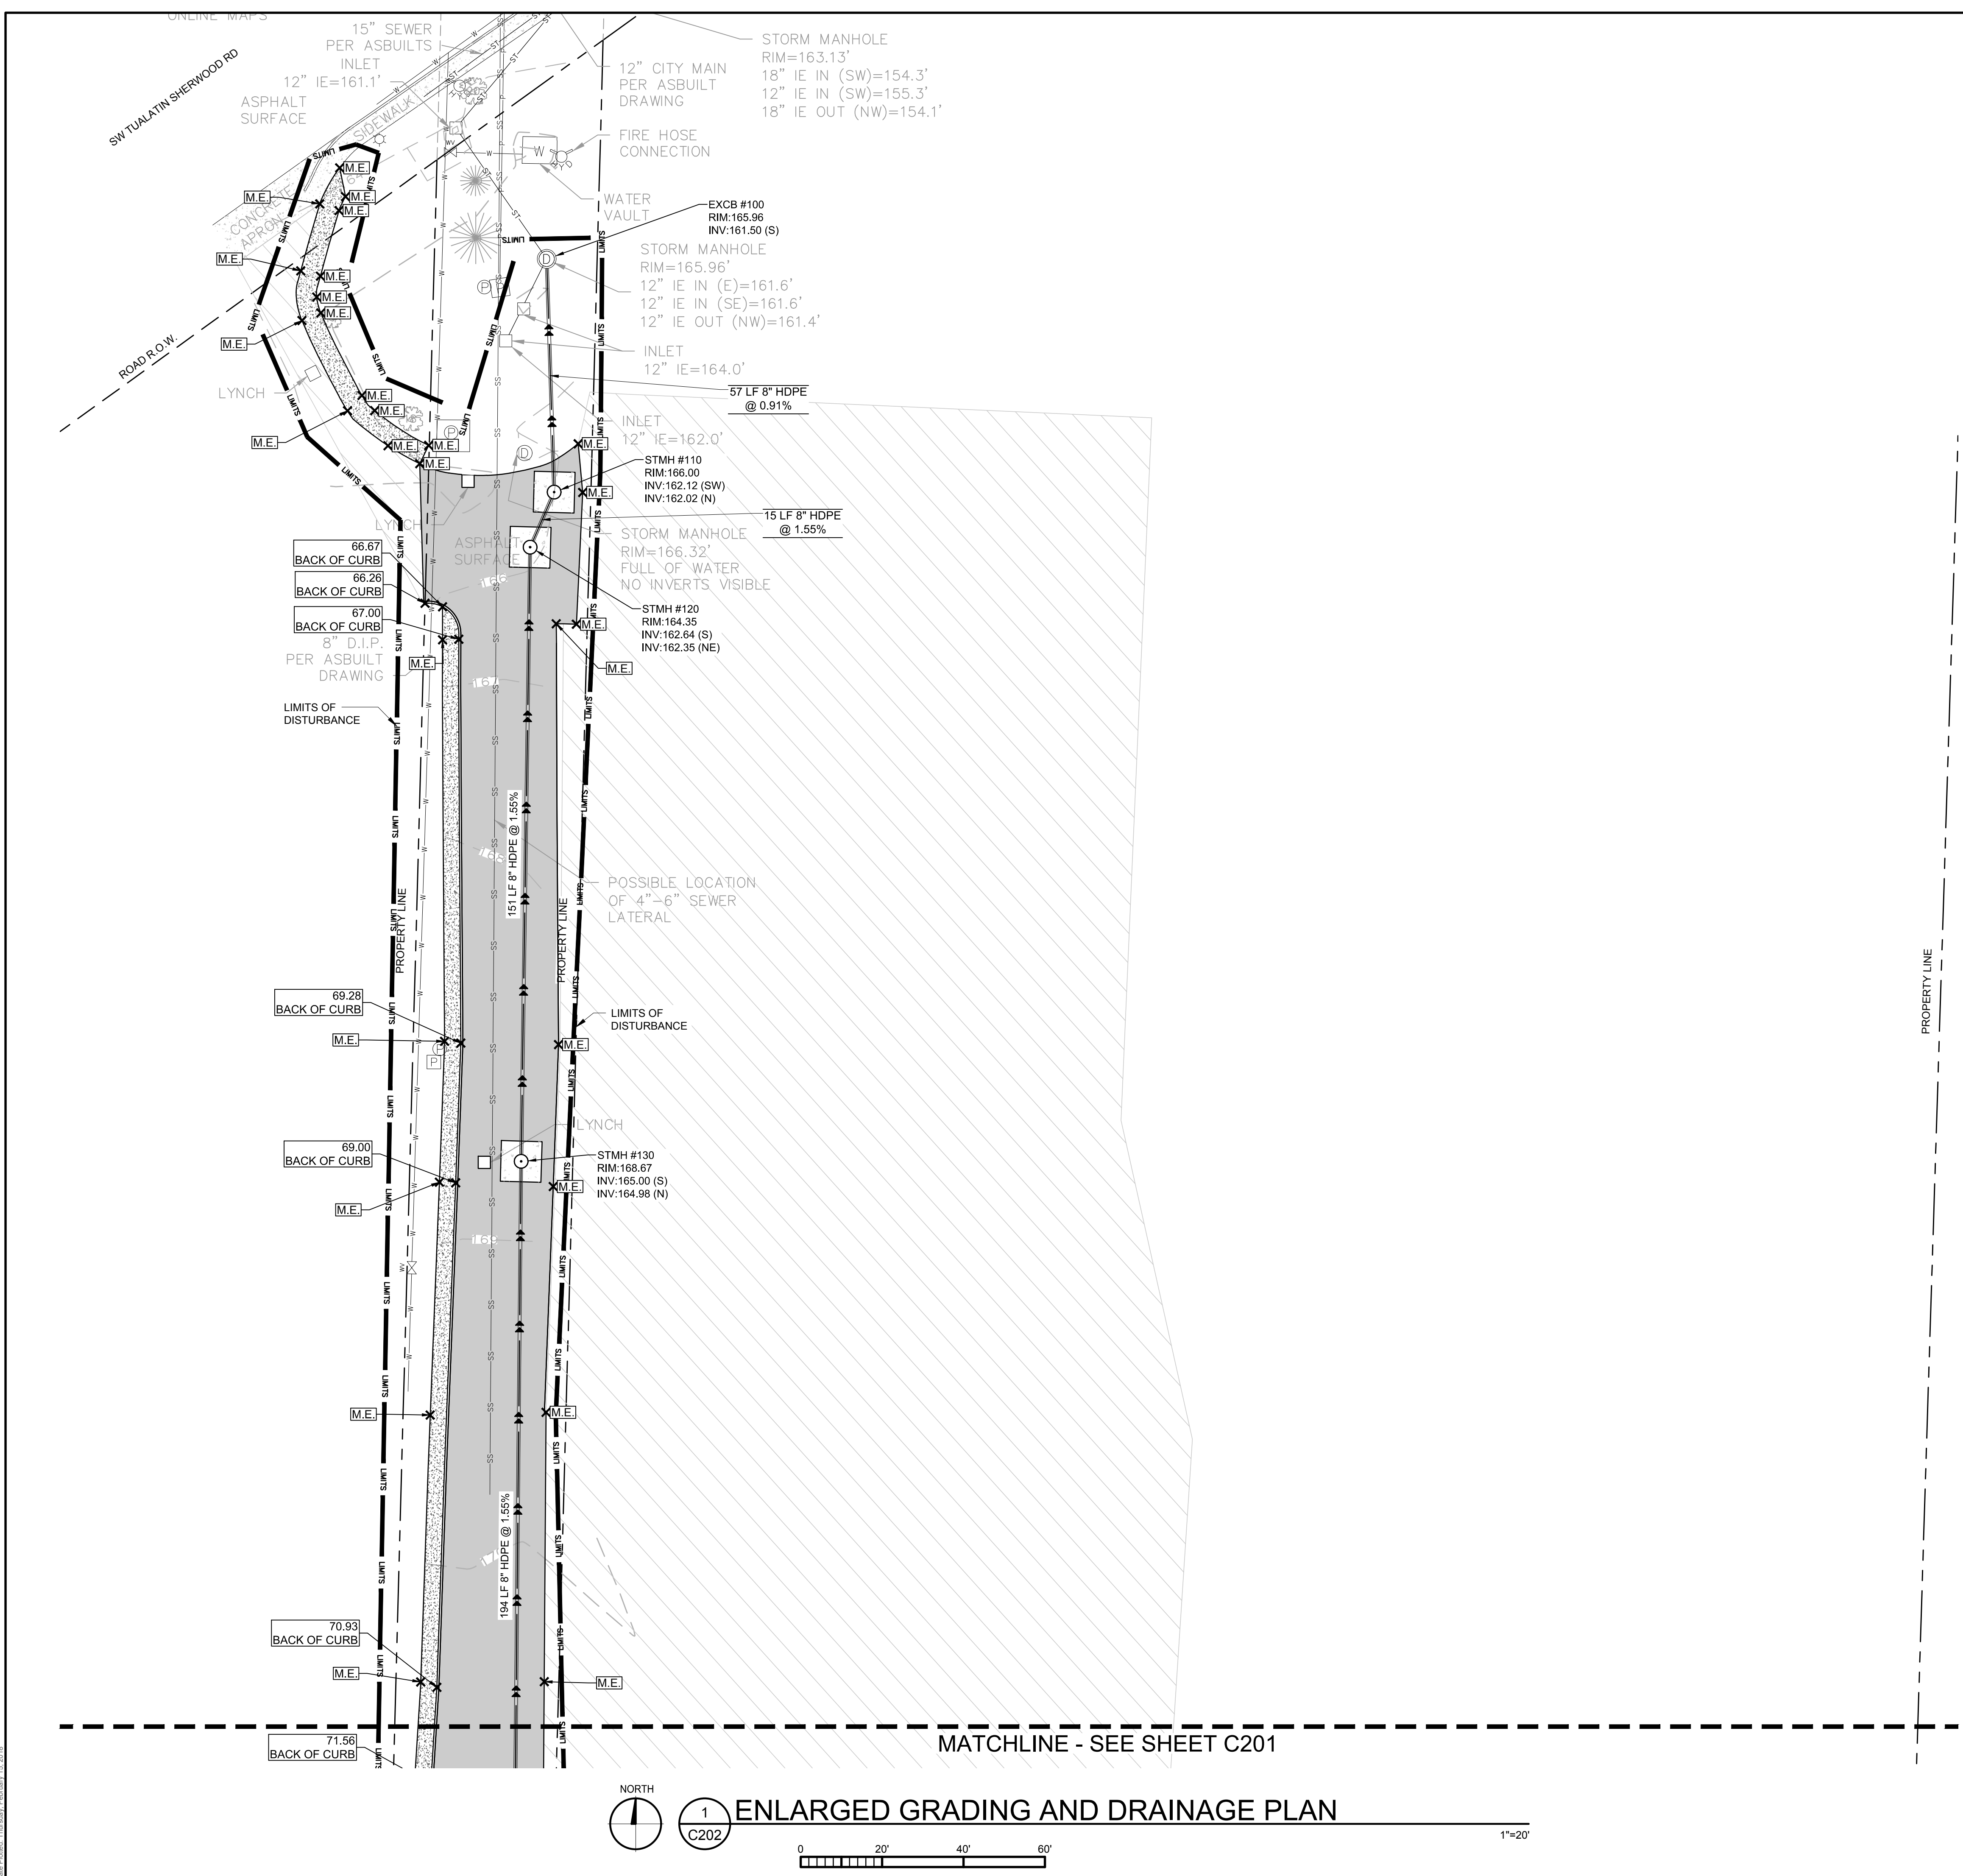 ONLINE MAPS
SW TUALATIN SHERWOOD RD
15" SEWER
PER ASBUILTS
INLET
12" IE=161.1'
ASPHALT
SURFACE
SIDEWALK
12" CITY MAIN
PER ASBUILT
DRAWING
STORM MANHOLE
RIM=163.13'
18" IE IN (SW)=154.3'
12" IE IN (SW)=155.3'
18" IE OUT (NW)=154.1'
FIRE HOSE
CONNECTION
WATER
VAULT
CONCRETE
APRON
ROAD R.O.W.
EXCB #100
RIM:165.96
INV:161.50 (S)
STORM MANHOLE
RIM=165.96'
12" IE IN (E)=161.6'
12" IE IN (SE)=161.6'
12" IE OUT (NW)=161.4'
INLET
12" IE=164.0'
LYNCH
57 LF 8" HDPE
@ 0.91%
INLET
12" IE=162.0'
STMH #110
RIM:166.00
INV:162.12 (SW)
INV:162.02 (N)
15 LF 8" HDPE
@ 1.55%
LYNCH
ASPHALT
SURFACE
STORM MANHOLE
RIM=166.32'
FULL OF WATER
NO INVERTS VISIBLE
66.67
BACK OF CURB
66.26
BACK OF CURB
67.00
BACK OF CURB
166
STMH #120
RIM:164.35
INV:162.64 (S)
INV:162.35 (NE)
8" D.I.P.
PER ASBUILT
DRAWING
M.E.
M.E.
M.E.
167
LIMITS OF
DISTURBANCE
151 LF 8" HDPE @ 1.55%
168
POSSIBLE LOCATION
OF 4"-6" SEWER
LATERAL
PROPERTY LINE
PROPERTY LINE
PROPERTY LINE
69.28
BACK OF CURB
LIMITS OF
DISTURBANCE
M.E.
M.E.
P
LYNCH
69.00
BACK OF CURB
STMH #130
RIM:168.67
INV:165.00 (S)
INV:164.98 (N)
M.E.
M.E.
169
WV
M.E.
M.E.
194 LF 8" HDPE @ 1.55%
70.93
BACK OF CURB
M.E.
M.E.
71.56
BACK OF CURB
MATCHLINE - SEE SHEET C201
NORTH
1
C202
ENLARGED GRADING AND DRAINAGE PLAN
1"=20'
0 20' 40' 60'